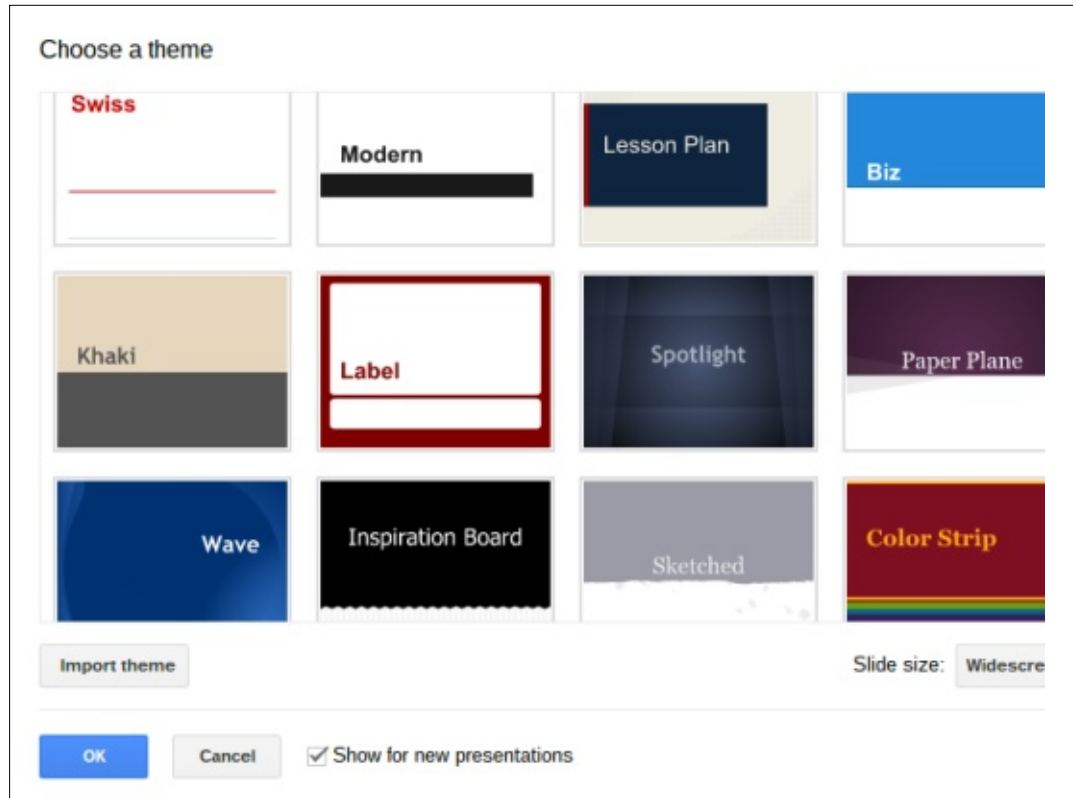 Choose a theme
Swiss
Modern
Lesson Plan
Biz
Khaki
Label
Spotlight
Paper Plane
Wave
Inspiration Board
Sketched
Color Strip
Import theme
Slide size: Widescre
OK
Cancel
Show for new presentations